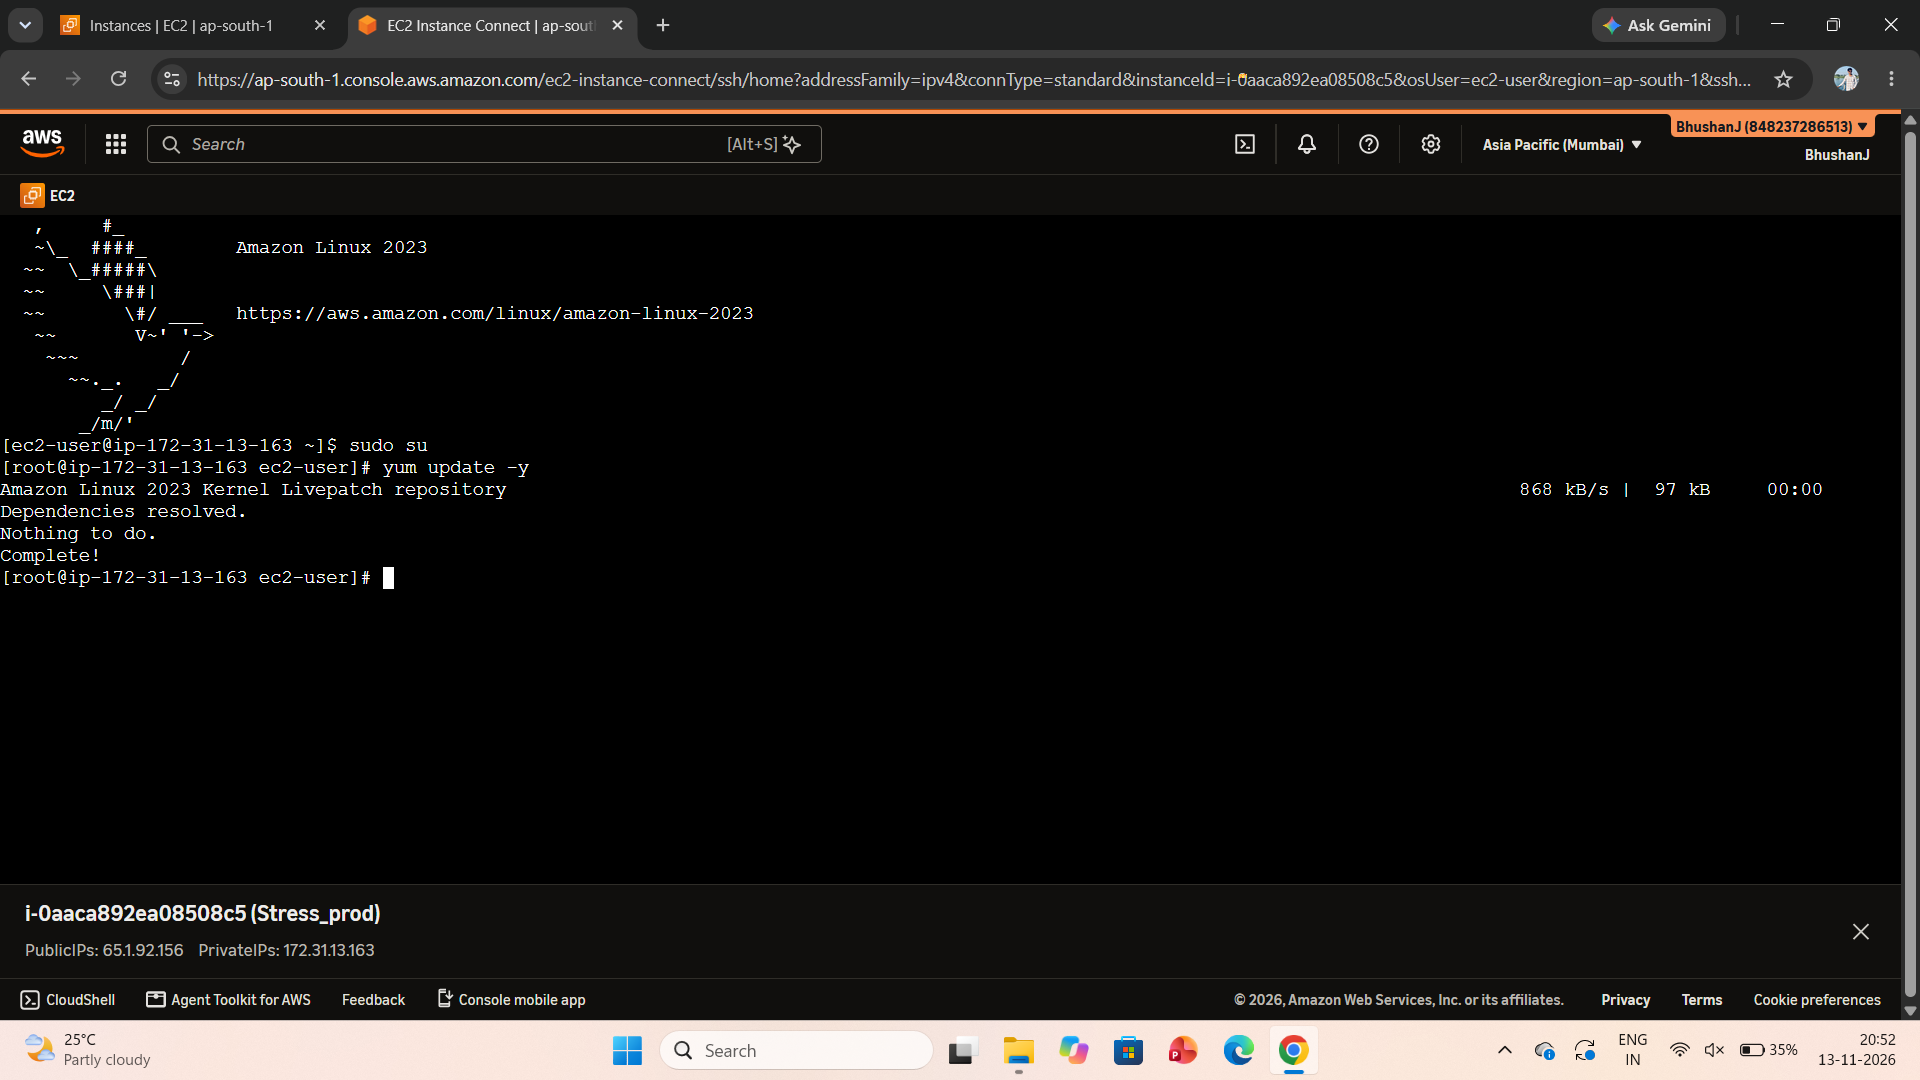 Instances | EC2 | ap-south-1
EC2 Instance Connect | ap-sout
Ask Gemini
https://ap-south-1.console.aws.amazon.com/ec2-instance-connect/ssh/home?addressFamily=ipv4&connType=standard&instanceId=i-0aaca892ea08508c5&osUser=ec2-user&region=ap-south-1&ssh...
aws
Search
[Alt+S]
Asia Pacific (Mumbai)
BhushanJ (848237286513)
BhushanJ
EC2
   ,     #_
   ~\_  ####_        Amazon Linux 2023
  ~~  \_#####\
  ~~     \###|
  ~~       \#/ ___   https://aws.amazon.com/linux/amazon-linux-2023
   ~~       V~' '->
    ~~~         /
      ~~._.   _/
         _/ _/
       _/m/'
[ec2-user@ip-172-31-13-163 ~]$ sudo su
[root@ip-172-31-13-163 ec2-user]# yum update -y
Amazon Linux 2023 Kernel Livepatch repository 868 kB/s | 97 kB 00:00
Dependencies resolved.
Nothing to do.
Complete!
[root@ip-172-31-13-163 ec2-user]#
i-0aaca892ea08508c5 (Stress_prod)
PublicIPs: 65.1.92.156 PrivateIPs: 172.31.13.163
CloudShell
Agent Toolkit for AWS
Feedback
Console mobile app
© 2026, Amazon Web Services, Inc. or its affiliates.
Privacy
Terms
Cookie preferences
25°C
Partly cloudy
Search
ENG
IN
35%
20:52
13-11-2026